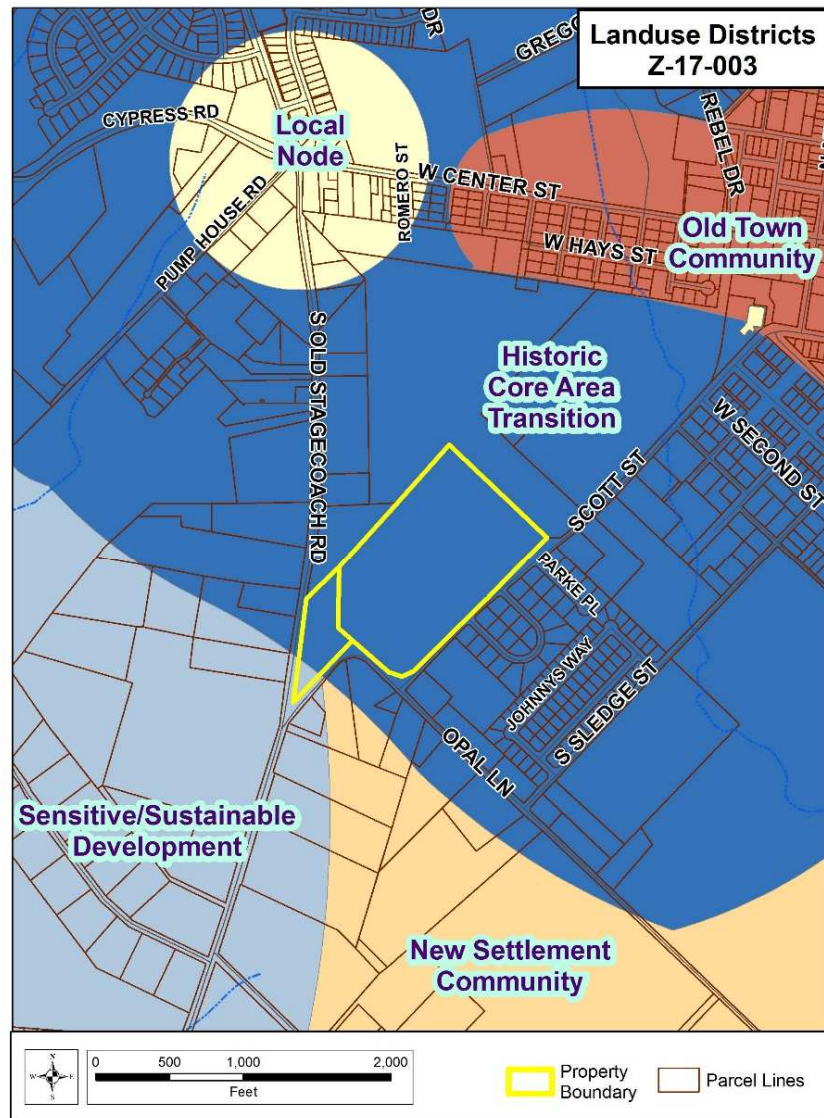 Landuse Districts
Z-17-003
DR
REBEL DR
CYPRESS RD
Local
Node
ROMERO ST
W CENTER ST
PUMP HOUSE RD
W HAYS ST
Old Town
Community
S OLD STAGECOACH RD
Historic
Core Area
Transition
W SECOND ST
SCOTT ST
PARKE PL
JOHNNYS WAY
S SLEDGE ST
OPAL LN
Sensitive/Sustainable
Development
New Settlement
Community
N
W
E
S
0 500 1,000 2,000
Feet
Property
Boundary
Parcel Lines